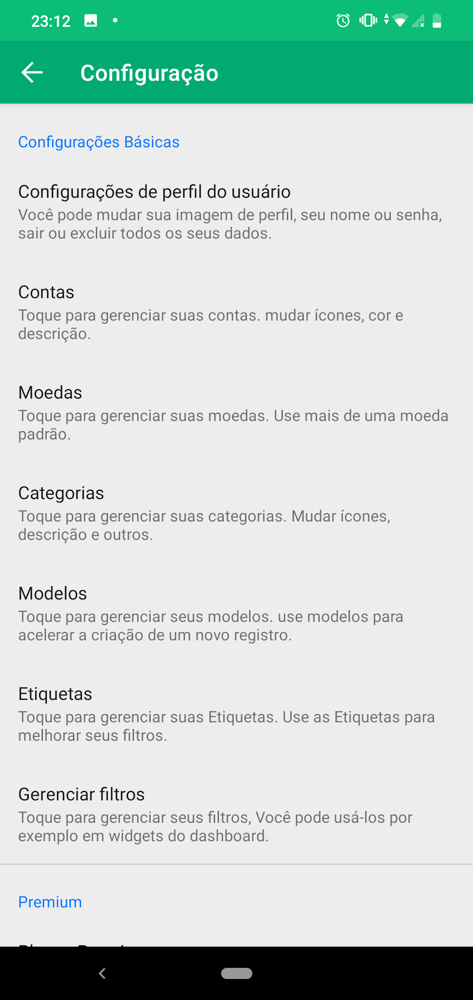 23:12
Configuração
Configurações Básicas
Configurações de perfil do usuário
Você pode mudar sua imagem de perfil, seu nome ou senha,
sair ou excluir todos os seus dados.
Contas
Toque para gerenciar suas contas. mudar ícones, cor e
descrição.
Moedas
Toque para gerenciar suas moedas. Use mais de uma moeda
padrão.
Categorias
Toque para gerenciar suas categorias. Mudar ícones,
descrição e outros.
Modelos
Toque para gerenciar seus modelos. use modelos para
acelerar a criação de um novo registro.
Etiquetas
Toque para gerenciar suas Etiquetas. Use as Etiquetas para
melhorar seus filtros.
Gerenciar filtros
Toque para gerenciar seus filtros, Você pode usá-los por
exemplo em widgets do dashboard.
Premium